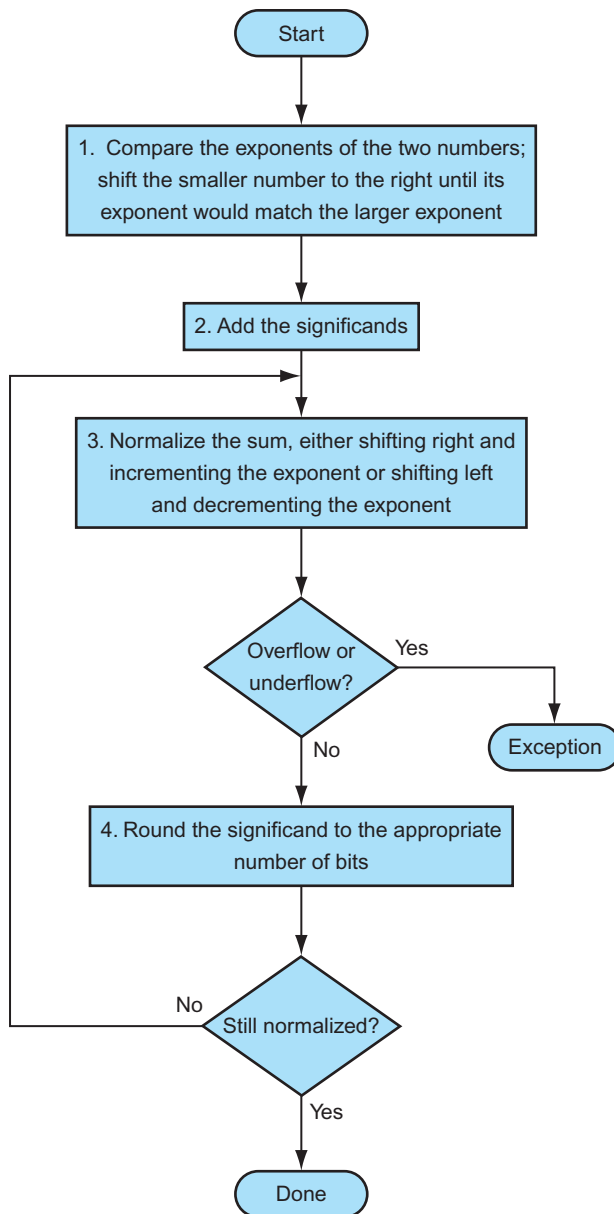 Start
1. Compare the exponents of the two numbers;
shift the smaller number to the right until its
exponent would match the larger exponent
2. Add the significands
3. Normalize the sum, either shifting right and
incrementing the exponent or shifting left
and decrementing the exponent
Overflow or
underflow?
Yes
No
Exception
4. Round the significand to the appropriate
number of bits
No
Still normalized?
Yes
Done